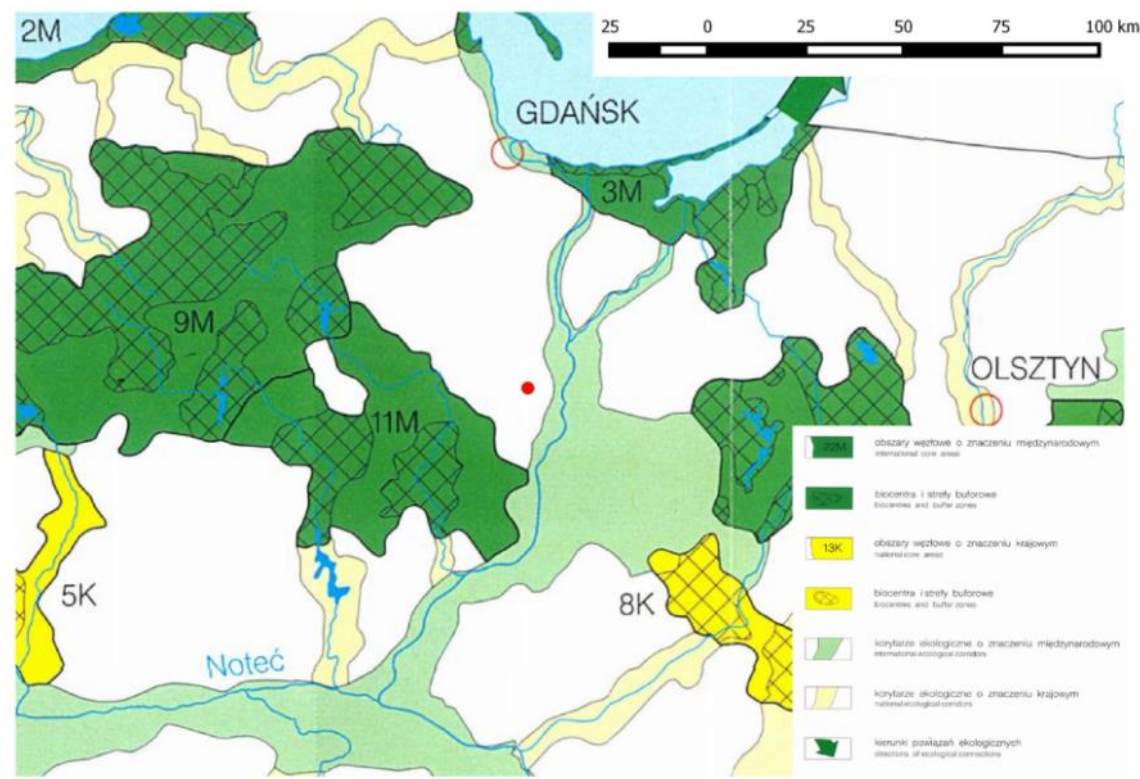 2M
25 0 25 50 75 100 km
GDAŃSK
3M
9M
OLSZTYN
11M
5K
8K
Noteć
22M obszary węzłowe o znaczeniu międzynarodowym
international core areas
biocentra i strefy buforowe
biocentres and buffer zones
13K obszary węzłowe o znaczeniu krajowym
national core areas
biocentra i strefy buforowe
biocentres and buffer zones
korytarze ekologiczne o znaczeniu międzynarodowym
international ecological corridors
korytarze ekologiczne o znaczeniu krajowym
national ecological corridors
kierunki powiązań ekologicznych
directions of ecological connections